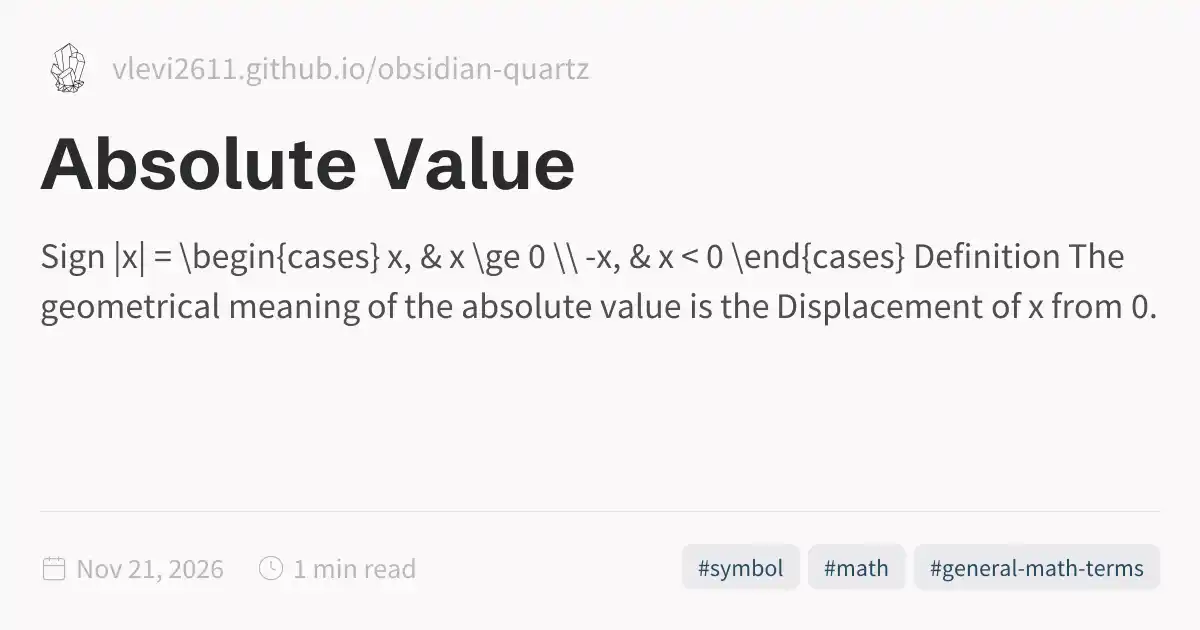 vlevi2611.github.io/obsidian-quartz
Absolute Value
Sign |x| = \begin{cases} x, & x \ge 0 \\ -x, & x < 0 \end{cases} Definition The
geometrical meaning of the absolute value is the Displacement of x from 0.
Nov 21, 2026 1 min read #symbol #math #general-math-terms